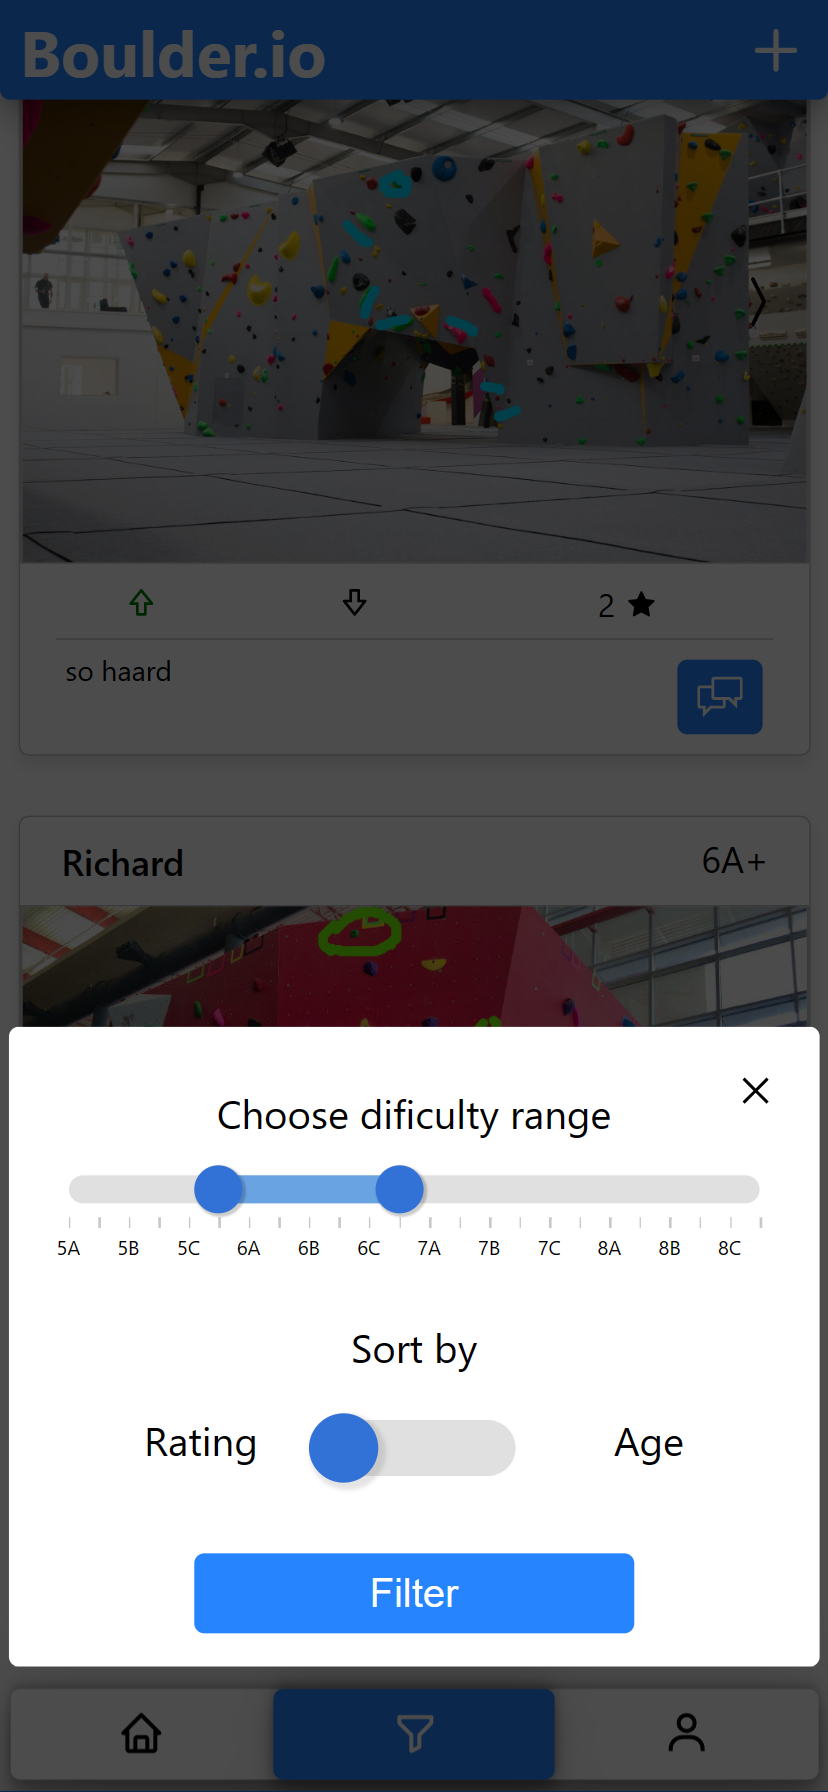 Boulder.io
2
so haard
Richard 6A+
Choose dificulty range
5A 5B 5C 6A 6B 6C 7A 7B 7C 8A 8B 8C
Sort by
Rating Age
Filter